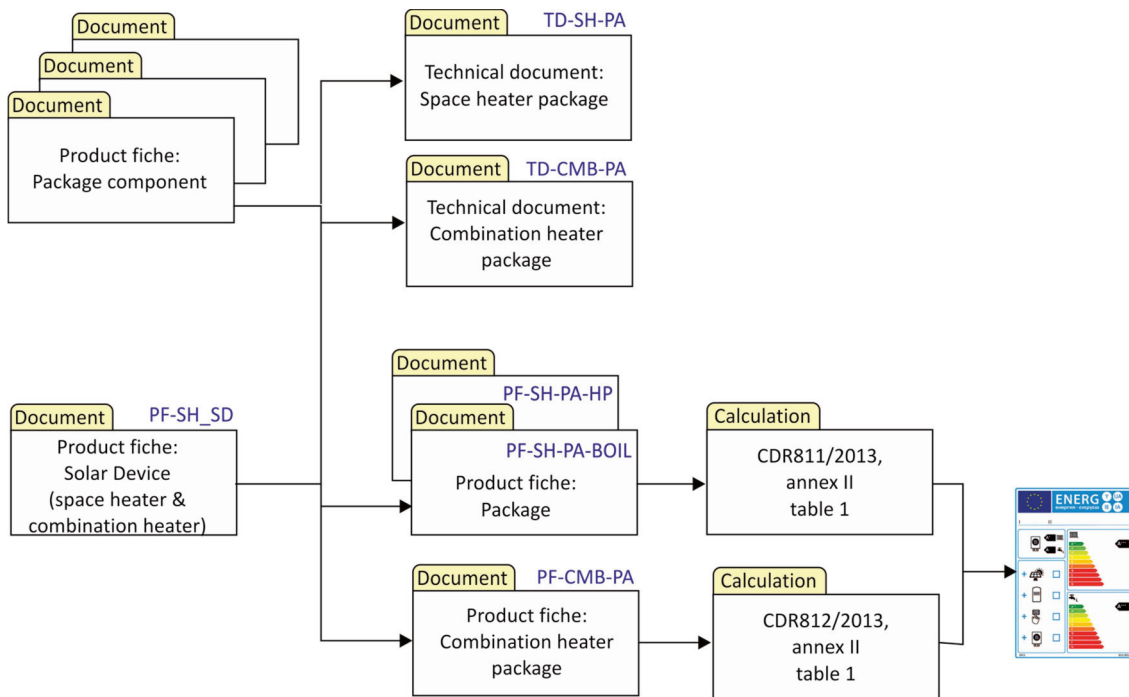 Document
Document
Document
Product fiche:
Package component
Document
TD-SH-PA
Technical document:
Space heater package
Document
TD-CMB-PA
Technical document:
Combination heater
package
Document
PF-SH_SD
Product fiche:
Solar Device
(space heater &
combination heater)
Document
PF-SH-PA-HP
Document
PF-SH-PA-BOIL
Product fiche:
Package
Calculation
CDR811/2013,
annex II
table 1
Document
PF-CMB-PA
Product fiche:
Combination heater
package
Calculation
CDR812/2013,
annex II
table 1
ENERG
I
II